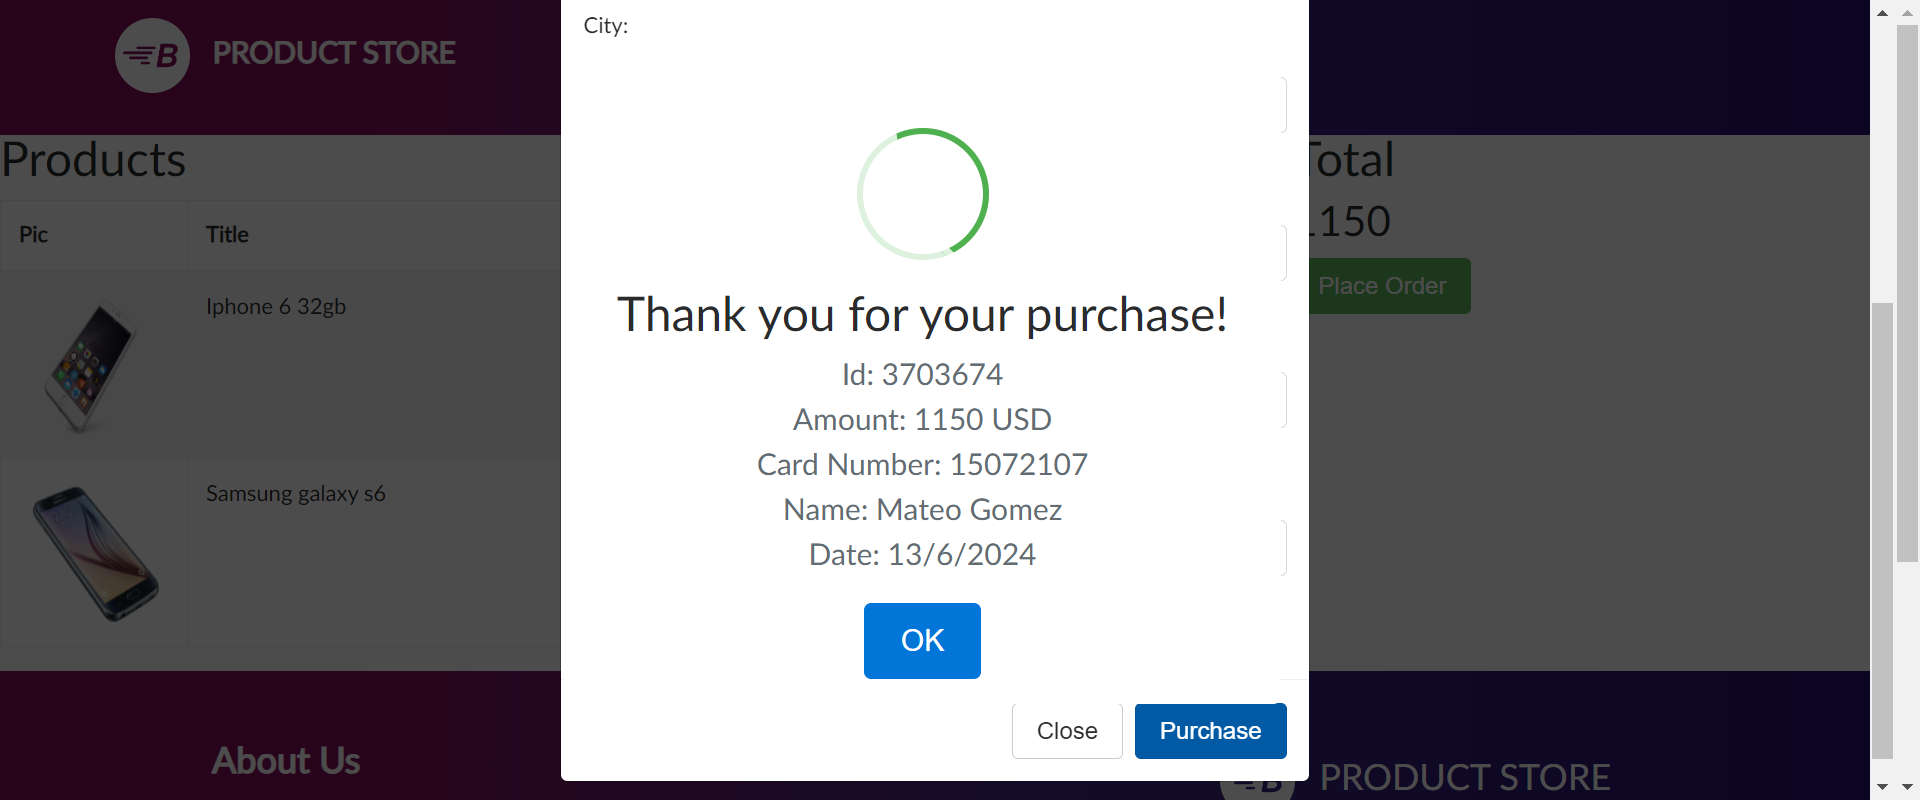 City:
B PRODUCT STORE
Products
Total
Pic
Title
1150
Place Order
Iphone 6 32gb
Thank you for your purchase!
Id: 3703674
Amount: 1150 USD
Card Number: 15072107
Name: Mateo Gomez
Date: 13/6/2024
Samsung galaxy s6
OK
Close
Purchase
About Us
B PRODUCT STORE